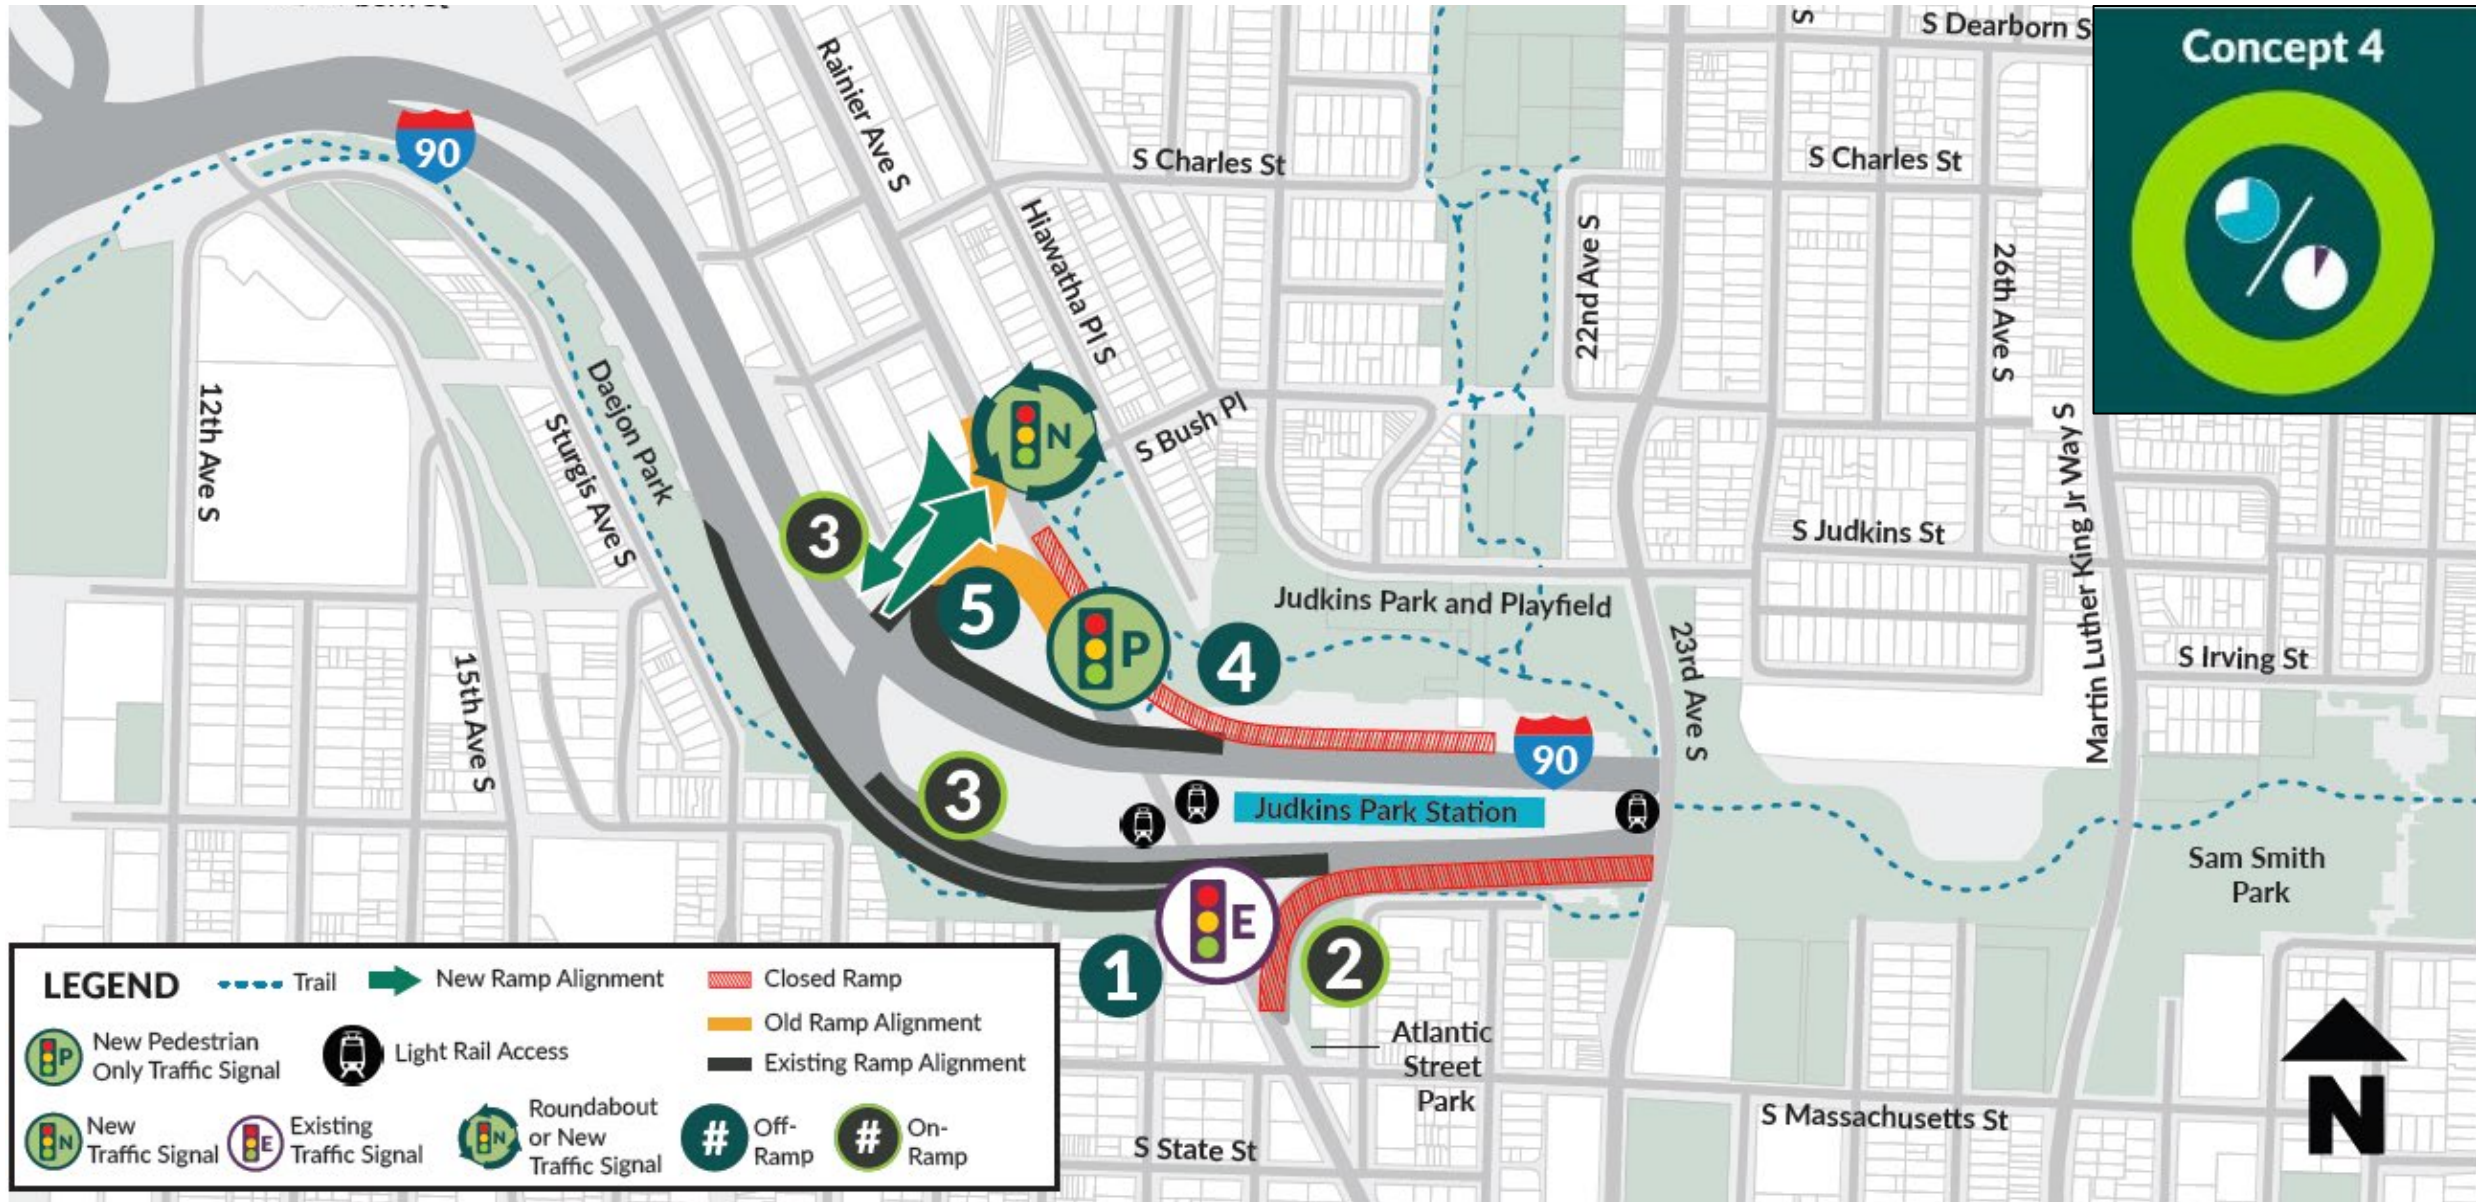 S Dearborn S
S
Concept 4
Rainier Ave S
90
S Charles St
S Charles St
Hiawatha Pl S
22nd Ave S
26th Ave S
12th Ave S
Daejon Park
Sturgis Ave S
N
S Bush Pl
Martin Luther King Jr Way S
3
S Judkins St
5
Judkins Park and Playfield
P
4
23rd Ave S
S Irving St
15th Ave S
90
3
Judkins Park Station
Sam Smith
Park
E
1
2
Atlantic
Street
Park
S Massachusetts St
S State St
N
LEGEND
Trail
New Ramp Alignment
Closed Ramp
Old Ramp Alignment
Existing Ramp Alignment
P
New Pedestrian
Only Traffic Signal
Light Rail Access
N
New
Traffic Signal
E
Existing
Traffic Signal
N
Roundabout
or New
Traffic Signal
#
Off-
Ramp
#
On-
Ramp